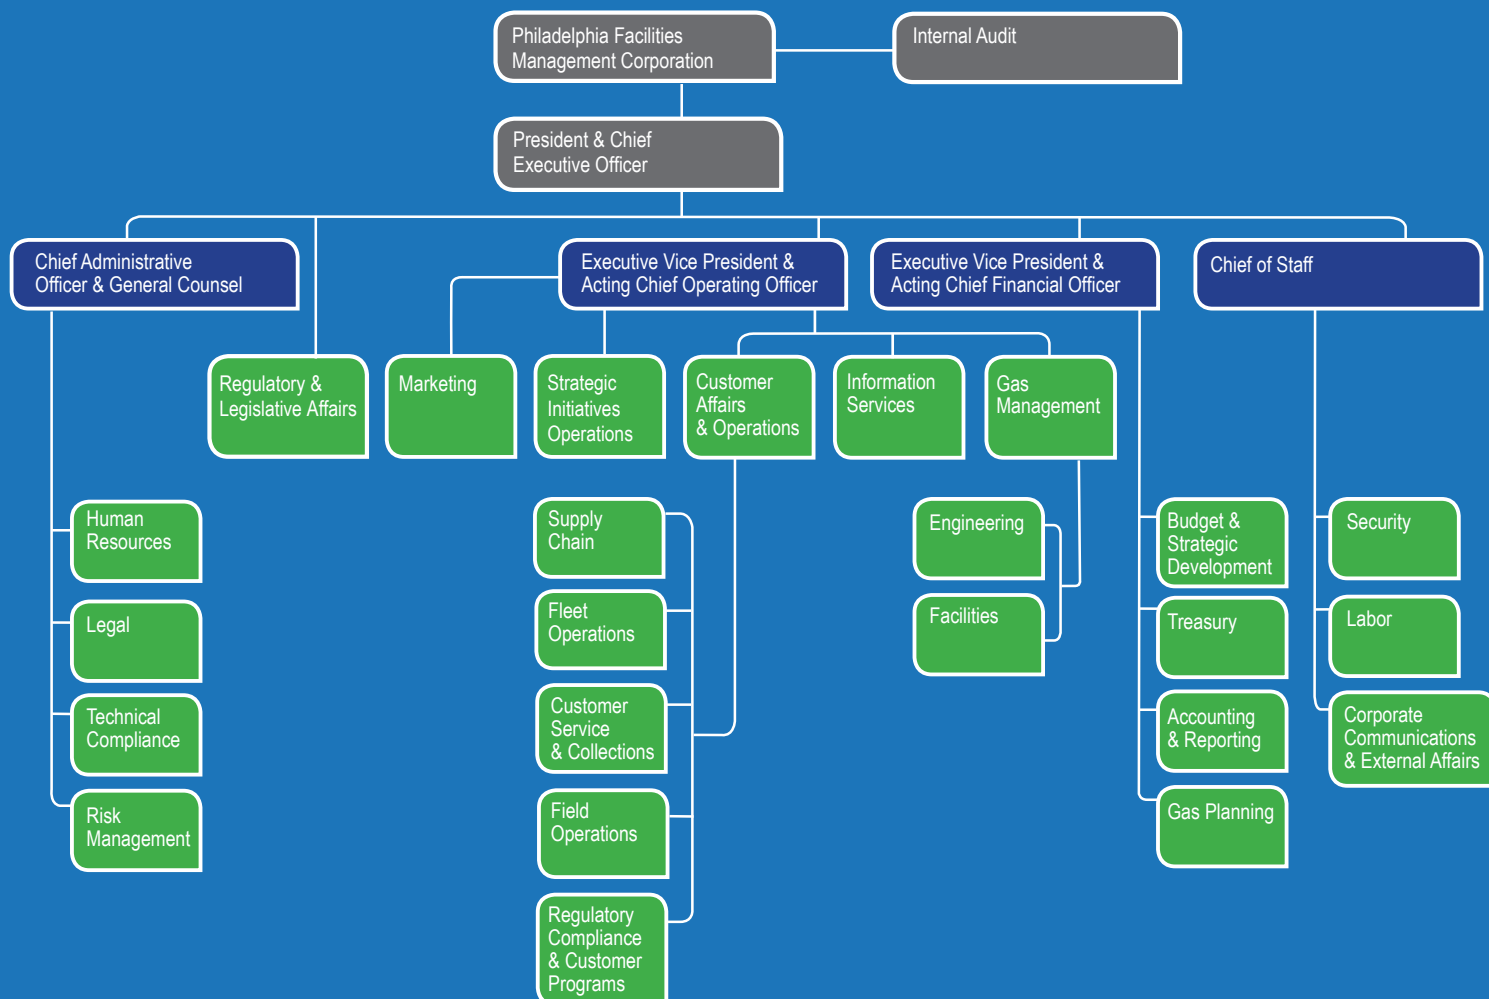 Philadelphia Facilities
Management Corporation
Internal Audit
President & Chief
Executive Officer
Chief Administrative
Officer & General Counsel
Executive Vice President &
Acting Chief Operating Officer
Executive Vice President &
Acting Chief Financial Officer
Chief of Staff
Regulatory &
Legislative Affairs
Marketing
Strategic
Initiatives
Operations
Customer
Affairs
& Operations
Information
Services
Gas
Management
Human
Resources
Legal
Technical
Compliance
Risk
Management
Supply
Chain
Fleet
Operations
Customer
Service
& Collections
Field
Operations
Regulatory
Compliance
& Customer
Programs
Engineering
Facilities
Budget &
Strategic
Development
Treasury
Accounting
& Reporting
Gas Planning
Security
Labor
Corporate
Communications
& External Affairs